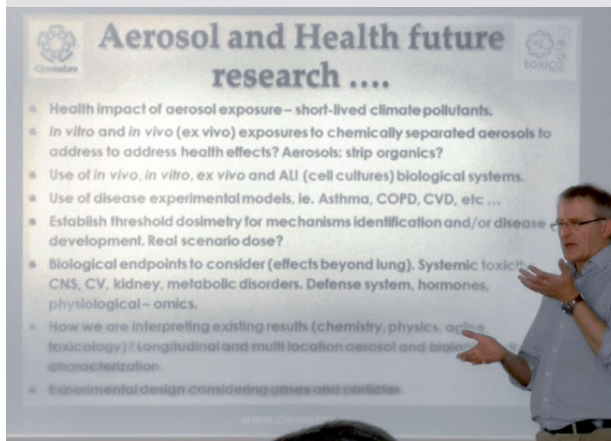 Cinvestav
toxicología
Aerosol and Health future
research ....
Health impact of aerosol exposure – short-lived climate pollutants.
In vitro and in vivo (ex vivo) exposures to chemically separated aerosols to
address to address health effects? Aerosols: strip organics?
Use of in vivo, in vitro, ex vivo and ALI (cell cultures) biological systems.
Use of disease experimental models, ie. Asthma, COPD, CVD, etc ...
Establish threshold dosimetry for mechanisms identification and/or disease
development. Real scenario dose?
Biological endpoints to consider (effects beyond lung). Systemic
CNS, CV, kidney, metabolic disorders. Defense system, hormones,
physiological – omics.
How we are interpreting existing results (chemistry, physics,
toxicology)? Longitudinal and multi location aerosol and
characterization.
Experimental design considering gases and particles